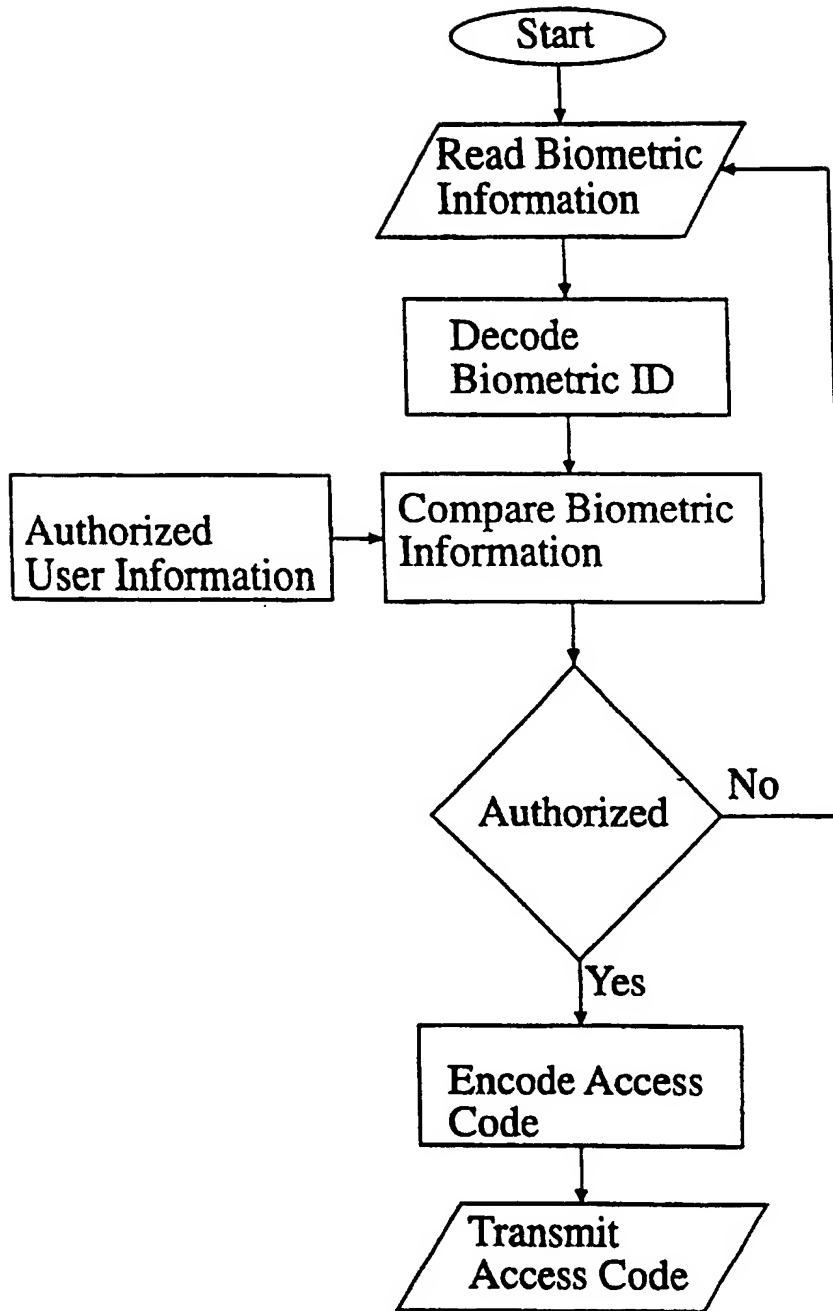 Start
Read Biometric
Information
Decode
Biometric ID
Authorized
User Information
Compare Biometric
Information
Authorized
No
Yes
Encode Access
Code
Transmit
Access Code